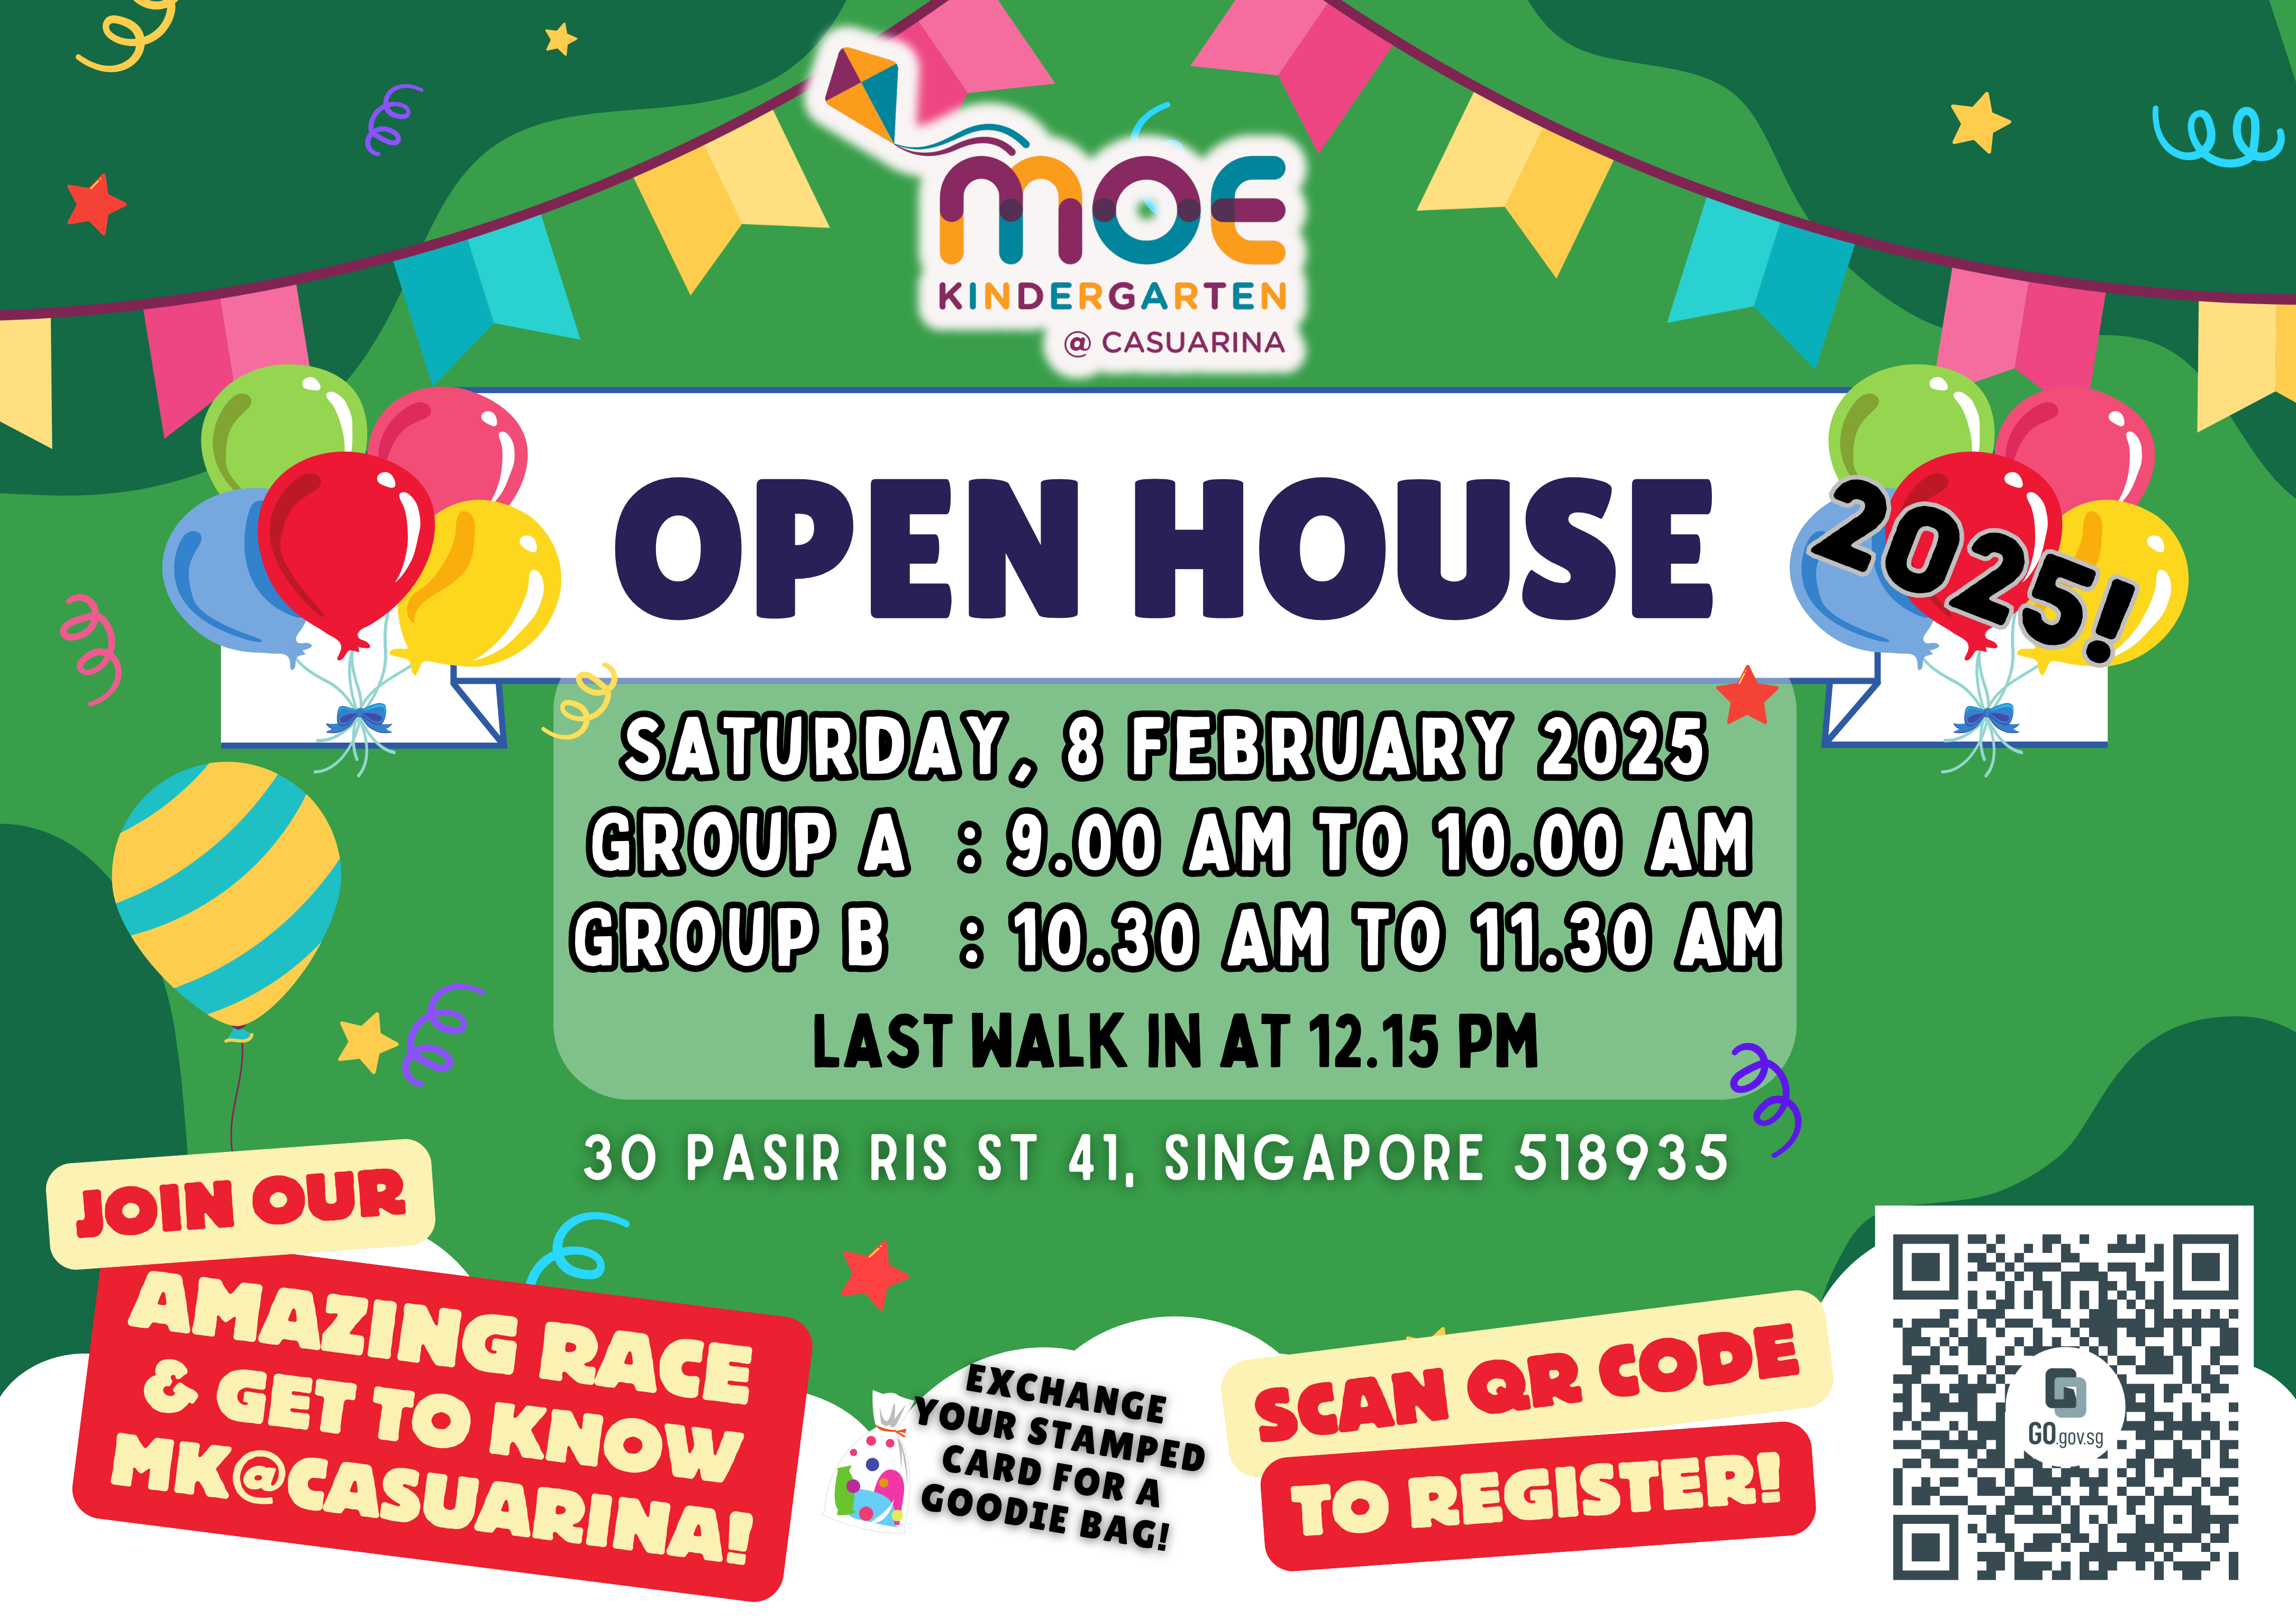 moe
KINDERGARTEN
@ CASUARINA
OPEN HOUSE
2025!
SATURDAY, 8 FEBRUARY 2025
GROUP A : 9.00 AM TO 10.00 AM
GROUP B : 10.30 AM TO 11.30 AM
LAST WALK IN AT 12.15 PM
30 PASIR RIS ST 41, SINGAPORE 518935
JOIN OUR
AMAZING RACE
& GET TO KNOW
MK@CASUARINA!
EXCHANGE
YOUR STAMPED
CARD FOR A
GOODIE BAG!
SCAN QR CODE
TO REGISTER!
GO.gov.sg